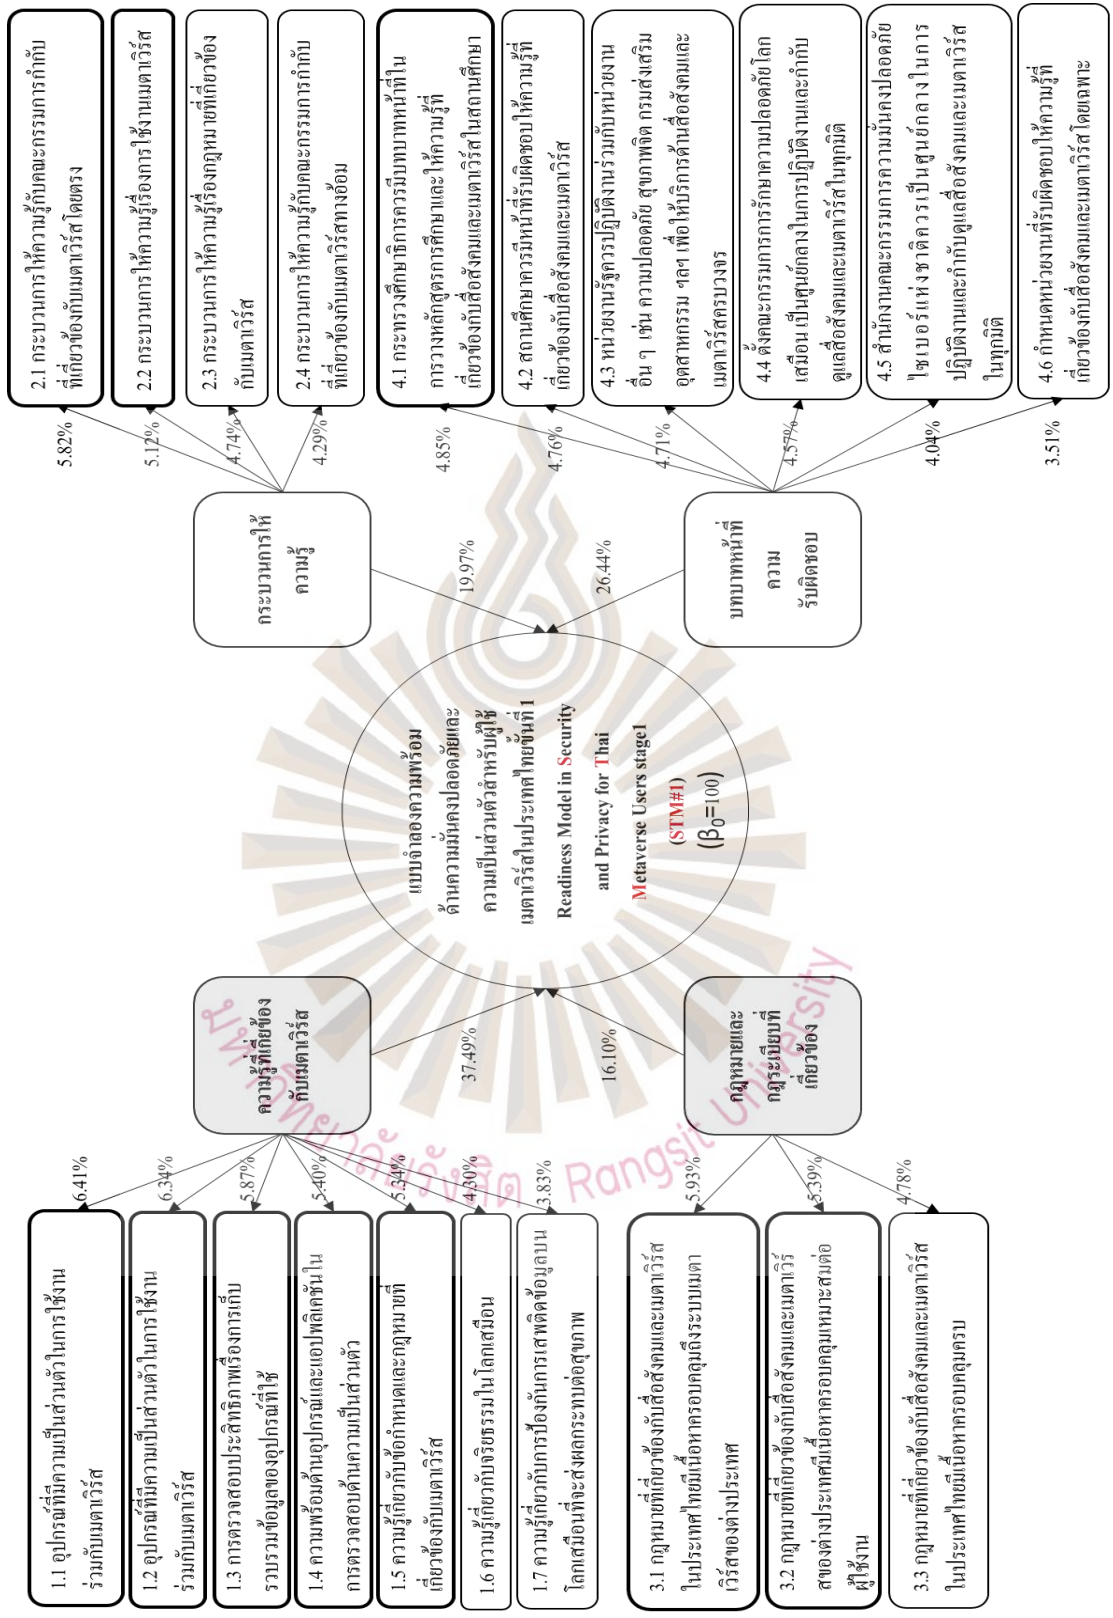 1.1 อุปกรณ์ที่มีความเป็นส่วนตัวในการใช้งาน
ร่วมกับเมตาเวิร์ส
1.2 อุปกรณ์ที่มีความเป็นส่วนตัวในการใช้งาน
ร่วมกับเมตาเวิร์ส
1.3 การตรวจสอบประสิทธิภาพเรื่องการเก็บ
รวบรวมข้อมูลของอุปกรณ์ที่ใช้
1.4 ความพร้อมด้านอุปกรณ์และแอปพลิเคชันใน
การตรวจสอบด้านความเป็นส่วนตัว
1.5 ความรู้เกี่ยวกับข้อกำหนดและกฎหมายที่
เกี่ยวข้องกับเมตาเวิร์ส
1.6 ความรู้เกี่ยวกับจริยธรรมในโลกเสมือน
1.7 ความรู้เกี่ยวกับการป้องกันการเสพติดข้อมูลบน
โลกเสมือนที่จะส่งผลกระทบต่อสุขภาพ
6.41%
6.34%
5.87%
5.40%
5.34%
4.30%
3.83%
ความรู้ที่เกี่ยวข้อง
กับเมตาเวิร์ส
37.49%
3.1 กฎหมายที่เกี่ยวข้องกับสื่อสังคมและเมตาเวิร์ส
ในประเทศไทยมีเนื้อหาครอบคลุมถึงระบบเมตา
เวิร์สของต่างประเทศ
3.2 กฎหมายที่เกี่ยวข้องกับสื่อสังคมและเมตาเวิร์
สของต่างประเทศมีเนื้อหาครอบคลุมเหมาะสมต่อ
ผู้ใช้งาน
3.3 กฎหมายที่เกี่ยวข้องกับสื่อสังคมและเมตาเวิร์ส
ในประเทศไทยมีเนื้อหาครอบคลุมครบ
5.93%
5.39%
4.78%
กฎหมายและ
กฎระเบียบที่
เกี่ยวข้อง
16.10%
แบบจำลองความพร้อม
ด้านความมั่นคงปลอดภัยและ
ความเป็นส่วนตัวสำหรับผู้ใช้
เมตาเวิร์สในประเทศไทยขั้นที่ 1
Readiness Model in Security
and Privacy for Thai
Metaverse Users stage1
(STM#1)
(β₀=100)
กระบวนการให้
ความรู้
19.97%
2.1 กระบวนการให้ความรู้กับคณะกรรมการกำกับ
ที่เกี่ยวข้องกับเมตาเวิร์สโดยตรง
2.2 กระบวนการให้ความรู้เรื่องการใช้งานเมตาเวิร์ส
2.3 กระบวนการให้ความรู้เรื่องกฎหมายที่เกี่ยวข้อง
กับเมตาเวิร์ส
2.4 กระบวนการให้ความรู้กับคณะกรรมการกำกับ
ที่เกี่ยวข้องกับเมตาเวิร์สทางอ้อม
5.82%
5.12%
4.74%
4.29%
บทบาทหน้าที่
ความ
รับผิดชอบ
26.44%
4.1 กระทรวงศึกษาธิการควรมีบทบาทหน้าที่ใน
การวางหลักสูตรการศึกษาและให้ความรู้ที่
เกี่ยวข้องกับสื่อสังคมและเมตาเวิร์สในสถานศึกษา
4.2 สถานศึกษาควรมีหน้าที่รับผิดชอบให้ความรู้ที่
เกี่ยวข้องกับสื่อสังคมและเมตาเวิร์ส
4.3 หน่วยงานรัฐควรปฏิบัติงานร่วมกับหน่วยงาน
อื่น ๆ เช่น ความปลอดภัย สุขภาพจิต กรมส่งเสริม
อุตสาหกรรม ฯลฯ เพื่อให้บริการด้านสื่อสังคมและ
เมตาเวิร์สครบวงจร
4.4 ตั้งคณะกรรมการการรักษาความปลอดภัยโลก
เสมือน เป็นศูนย์กลางในการปฏิบัติงานและกำกับ
ดูแลสื่อสังคมและเมตาเวิร์สในทุกมิติ
4.5 สำนักงานคณะกรรมการความมั่นคงปลอดภัย
ไซเบอร์แห่งชาติควรเป็นศูนย์กลางในการ
ปฏิบัติงานและกำกับดูแลสื่อสังคมและเมตาเวิร์ส
ในทุกมิติ
4.6 กำหนดหน่วยงานที่รับผิดชอบให้ความรู้ที่
เกี่ยวข้องกับสื่อสังคมและเมตาเวิร์สโดยเฉพาะ
4.85%
4.76%
4.71%
4.57%
4.04%
3.51%
มหาวิทยาลัยรังสิต Rangsit University